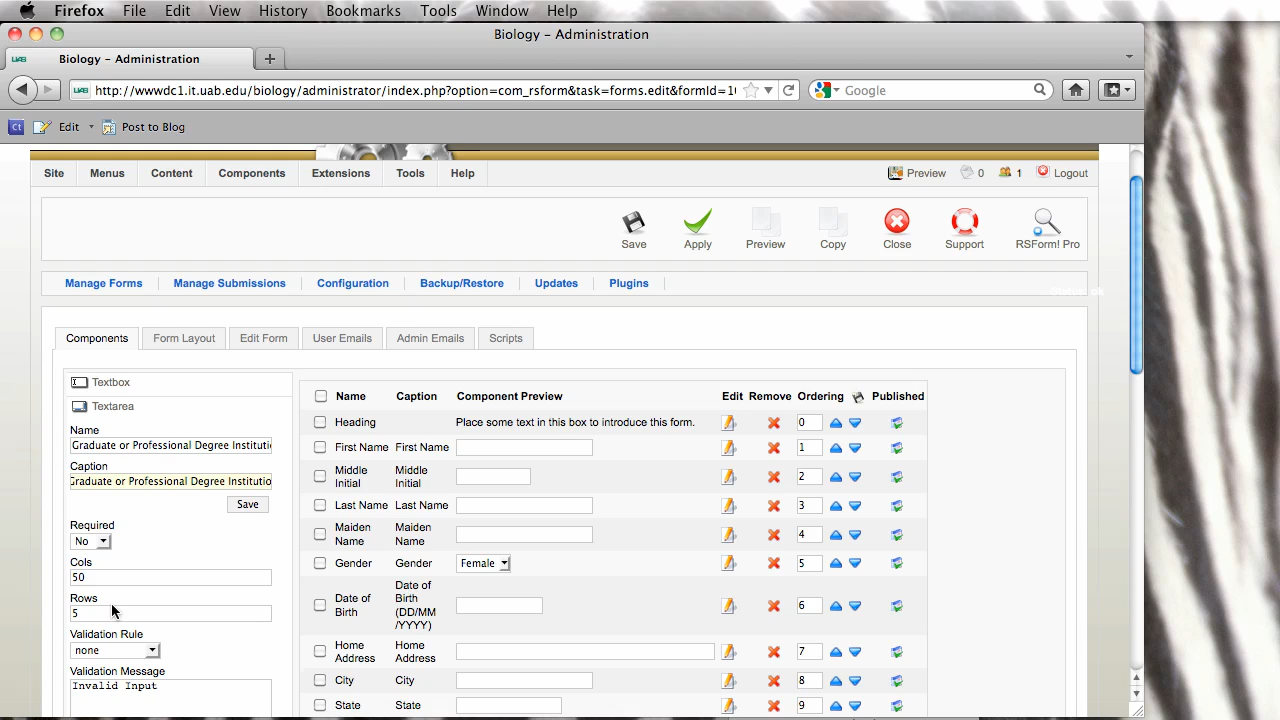 Firefox File Edit View History Bookmarks Tools Window Help
Biology – Administration
UAB Biology – Administration +
UAB http://wwwdc1.it.uab.edu/biology/administrator/index.php?option=com_rsform&task=forms.edit&formId=1 Google
Ct Edit Post to Blog
Site Menus Content Components Extensions Tools Help Preview 0 1 Logout
Save Apply Preview Copy Close Support RSForm! Pro
Manage Forms Manage Submissions Configuration Backup/Restore Updates Plugins
Status: ok
Components Form Layout Edit Form User Emails Admin Emails Scripts
Textbox
Textarea
Name
Graduate or Professional Degree Instituti
Caption
Graduate or Professional Degree Institutio
Save
Required
No
Cols
50
Rows
5
Validation Rule
none
Validation Message
Invalid Input
Name Caption Component Preview Edit Remove Ordering Published
Heading Place some text in this box to introduce this form. 0
First Name First Name 1
Middle Middle
Initial Initial 2
Last Name Last Name 3
Maiden Maiden
Name Name 4
Gender Gender Female 5
Date of
Date of Birth
Birth (DD/MM 6
/YYYY)
Home Home
Address Address 7
City City 8
State State 9